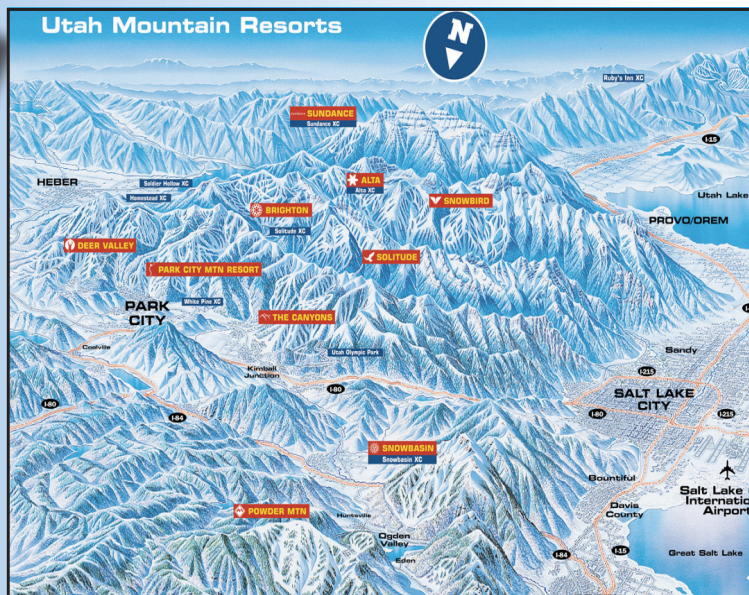 Utah Mountain Resorts
N
Ruby's Inn XC
SUNDANCE
Sundance XC
I-15
HEBER
Soldier Hollow XC
Homestead XC
ALTA
Alta XC
SNOWBIRD
Utah Lake
PROVO/OREM
BRIGHTON
Solitude XC
DEER VALLEY
SOLITUDE
PARK CITY MTN RESORT
White Pine XC
PARK
CITY
THE CANYONS
Coalville
Utah Olympic Park
Kimball
Junction
Sandy
I-215
I-80
SALT LAKE
CITY
I-80
I-84
I-80
I-215
SNOWBASIN
Snowbasin XC
Bountiful
Salt Lake
Internatio
Airport
POWDER MTN
Huntsville
Davis
County
Ogden
Valley
Eden
I-84
I-15
Great Salt Lake